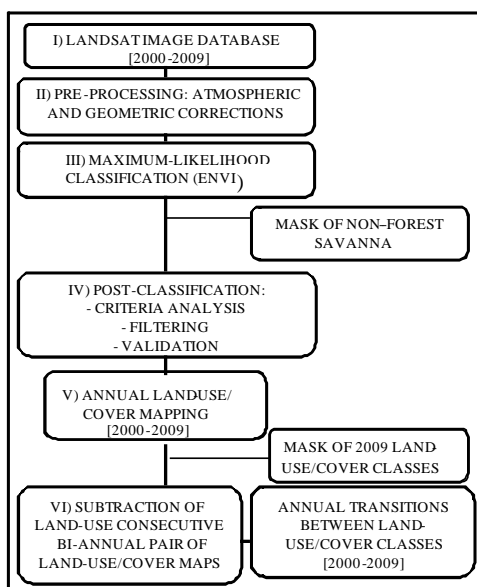 I) LANDSAT IMAGE DATABASE
[2000-2009]
II) PRE-PROCESSING: ATMOSPHERIC
AND GEOMETRIC CORRECTIONS
III) MAXIMUM-LIKELIHOOD
CLASSIFICATION (ENVI)
MASK OF NON-FOREST
SAVANNA
IV) POST-CLASSIFICATION:
- CRITERIA ANALYSIS
- FILTERING
- VALIDATION
V) ANNUAL LAND-USE/
COVER MAPPING
[2000-2009]
MASK OF 2009 LAND-
USE/COVER CLASSES
VI) SUBTRACTION OF
LAND-USE CONSECUTIVE
BI-ANNUAL PAIR OF
LAND-USE/COVER MAPS
ANNUAL TRANSITIONS
BETWEEN LAND-
USE/COVER CLASSES
[2000-2009]